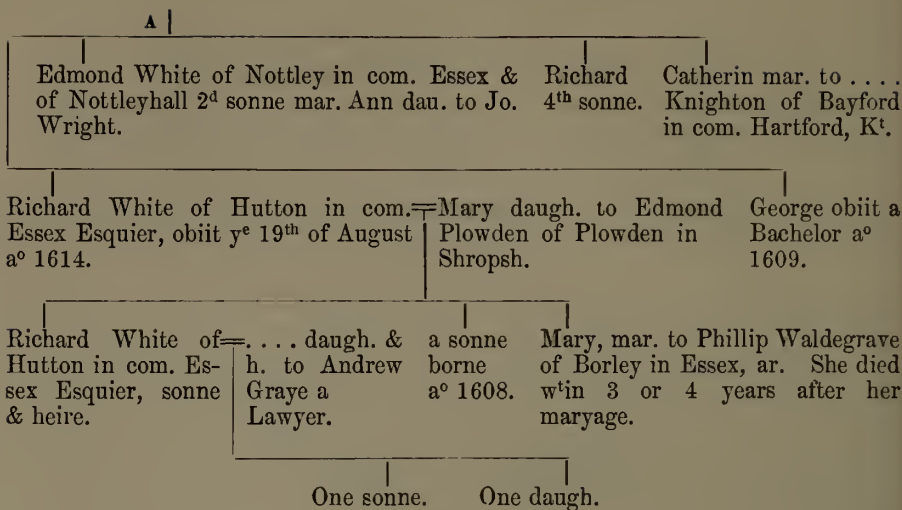 A
Edmond White of Nottley in com. Essex &
of Nottleyhall 2d sonne mar. Ann dau. to Jo.
Wright.
Richard
4th sonne.
Catherin mar. to . . . .
Knighton of Bayford
in com. Hartford, Kt.
Richard White of Hutton in com.
Essex Esquier, obiit ye 19th of August
ao 1614.
Mary daugh. to Edmond
Plowden of Plowden in
Shropsh.
George obiit a
Bachelor ao
1609.
Richard White of
Hutton in com. Es-
sex Esquier, sonne
& heire.
. . . . daugh. &
h. to Andrew
Graye a
Lawyer.
a sonne
borne
ao 1608.
Mary, mar. to Phillip Waldegrave
of Borley in Essex, ar. She died
wtin 3 or 4 years after her
maryage.
One sonne.
One daugh.